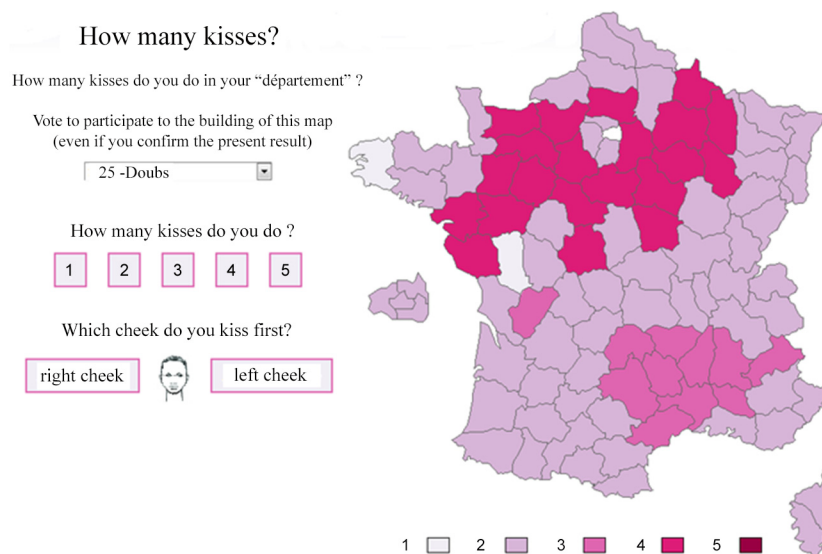 How many kisses?
How many kisses do you do in your “département” ?
Vote to participate to the building of this map
(even if you confirm the present result)
25 -Doubs
How many kisses do you do ?
1 2 3 4 5
Which cheek do you kiss first?
right cheek left cheek
1 2 3 4 5